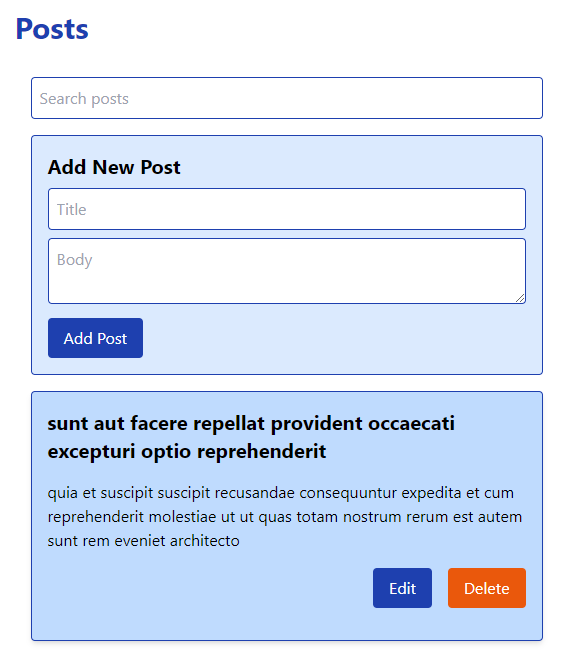 Posts
Search posts
Add New Post
Title
Body
Add Post
sunt aut facere repellat provident occaecati
excepturi optio reprehenderit
quia et suscipit suscipit recusandae consequuntur expedita et cum
reprehenderit molestiae ut ut quas totam nostrum rerum est autem
sunt rem eveniet architecto
Edit
Delete